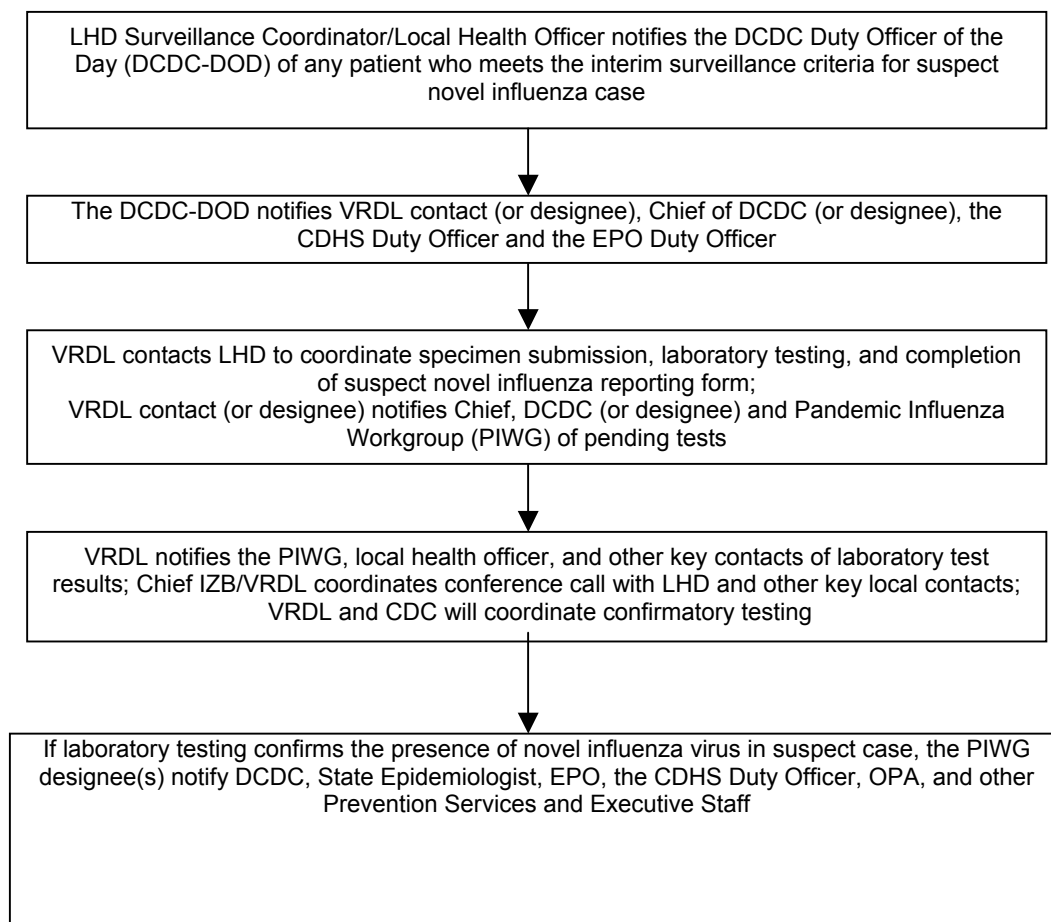 LHD Surveillance Coordinator/Local Health Officer notifies the DCDC Duty Officer of the
Day (DCDC-DOD) of any patient who meets the interim surveillance criteria for suspect
novel influenza case
The DCDC-DOD notifies VRDL contact (or designee), Chief of DCDC (or designee), the
CDHS Duty Officer and the EPO Duty Officer
VRDL contacts LHD to coordinate specimen submission, laboratory testing, and completion
of suspect novel influenza reporting form;
VRDL contact (or designee) notifies Chief, DCDC (or designee) and Pandemic Influenza
Workgroup (PIWG) of pending tests
VRDL notifies the PIWG, local health officer, and other key contacts of laboratory test
results; Chief IZB/VRDL coordinates conference call with LHD and other key local contacts;
VRDL and CDC will coordinate confirmatory testing
If laboratory testing confirms the presence of novel influenza virus in suspect case, the PIWG
designee(s) notify DCDC, State Epidemiologist, EPO, the CDHS Duty Officer, OPA, and other
Prevention Services and Executive Staff